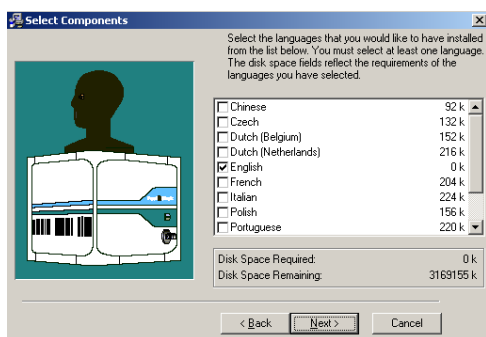 Select Components
Select the languages that you would like to have installed
from the list below. You must select at least one language.
The disk space fields reflect the requirements of the
languages you have selected.
Chinese 92 k
Czech 132 k
Dutch (Belgium) 152 k
Dutch (Netherlands) 216 k
English 0 k
French 204 k
Italian 224 k
Polish 156 k
Portuguese 220 k
Disk Space Required: 0 k
Disk Space Remaining: 3169155 k
< Back Next > Cancel